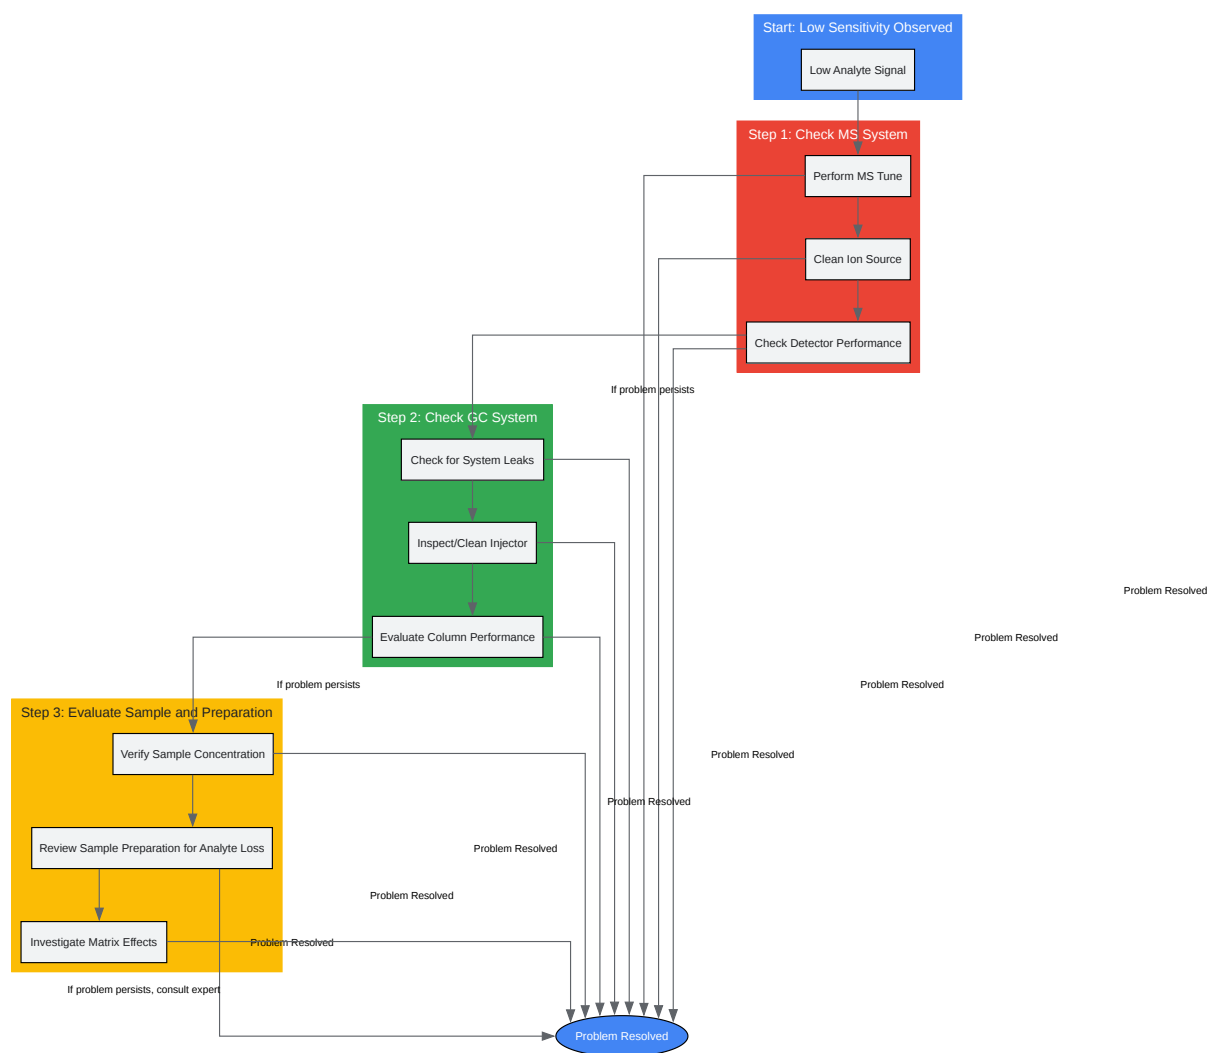 Start: Low Sensitivity Observed
Low Analyte Signal
Step 1: Check MS System
Perform MS Tune
Clean Ion Source
Check Detector Performance
If problem persists
Step 2: Check GC System
Check for System Leaks
Inspect/Clean Injector
Problem Resolved
Evaluate Column Performance
Problem Resolved
If problem persists
Problem Resolved
Step 3: Evaluate Sample and Preparation
Verify Sample Concentration
Problem Resolved
Problem Resolved
Review Sample Preparation for Analyte Loss
Problem Resolved
Problem Resolved
Investigate Matrix Effects
Problem Resolved
If problem persists, consult expert
Problem Resolved